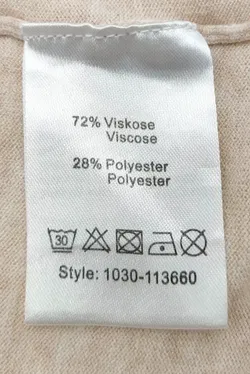 72% Viskose
Viscose
28% Polyester
Polyester
30
Style: 1030-113660